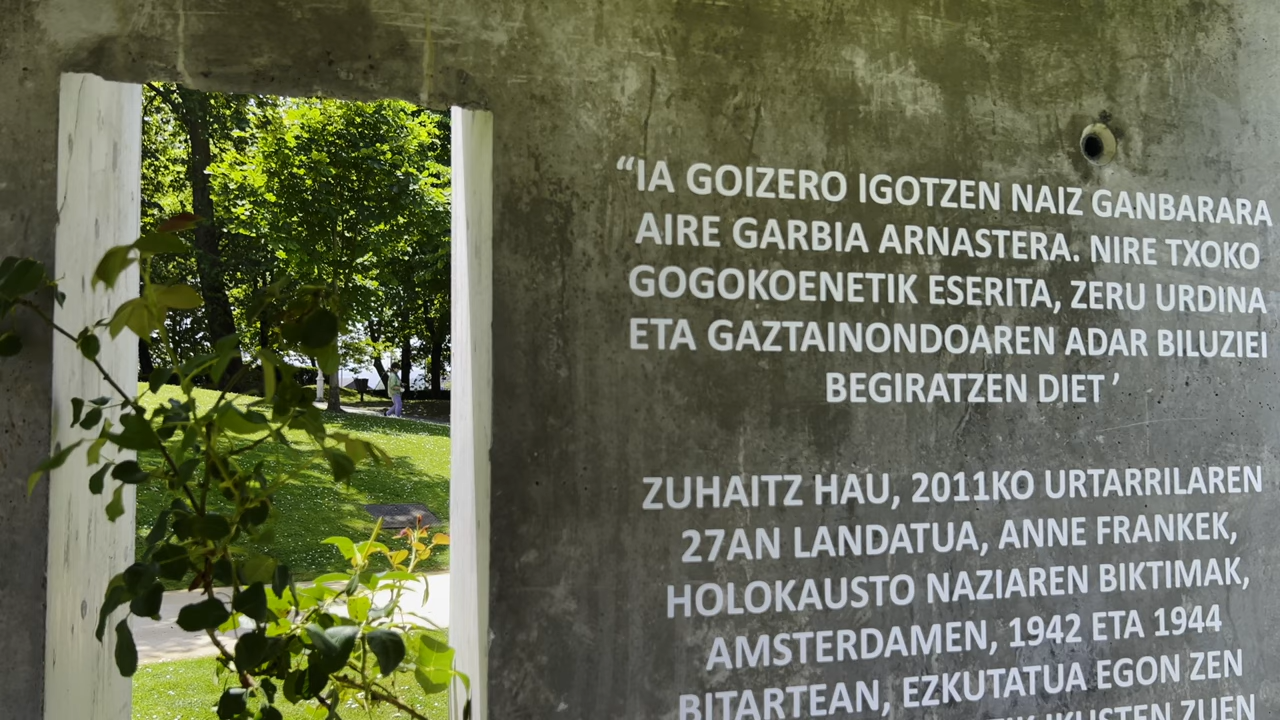 “IA GOIZERO IGOTZEN NAIZ GANBARARA
AIRE GARBIA ARNASTERA. NIRE TXOKO
GOGOKOENETIK ESERITA, ZERU URDINA
ETA GAZTAINONDOAREN ADAR BILUZIEI
BEGIRATZEN DIET ’
ZUHAITZ HAU, 2011KO URTARRILAREN
27AN LANDATUA, ANNE FRANKEK,
HOLOKAUSTO NAZIAREN BIKTIMAK,
AMSTERDAMEN, 1942 ETA 1944
BITARTEAN, EZKUTATUA EGON ZEN
IKUSTEN ZUEN